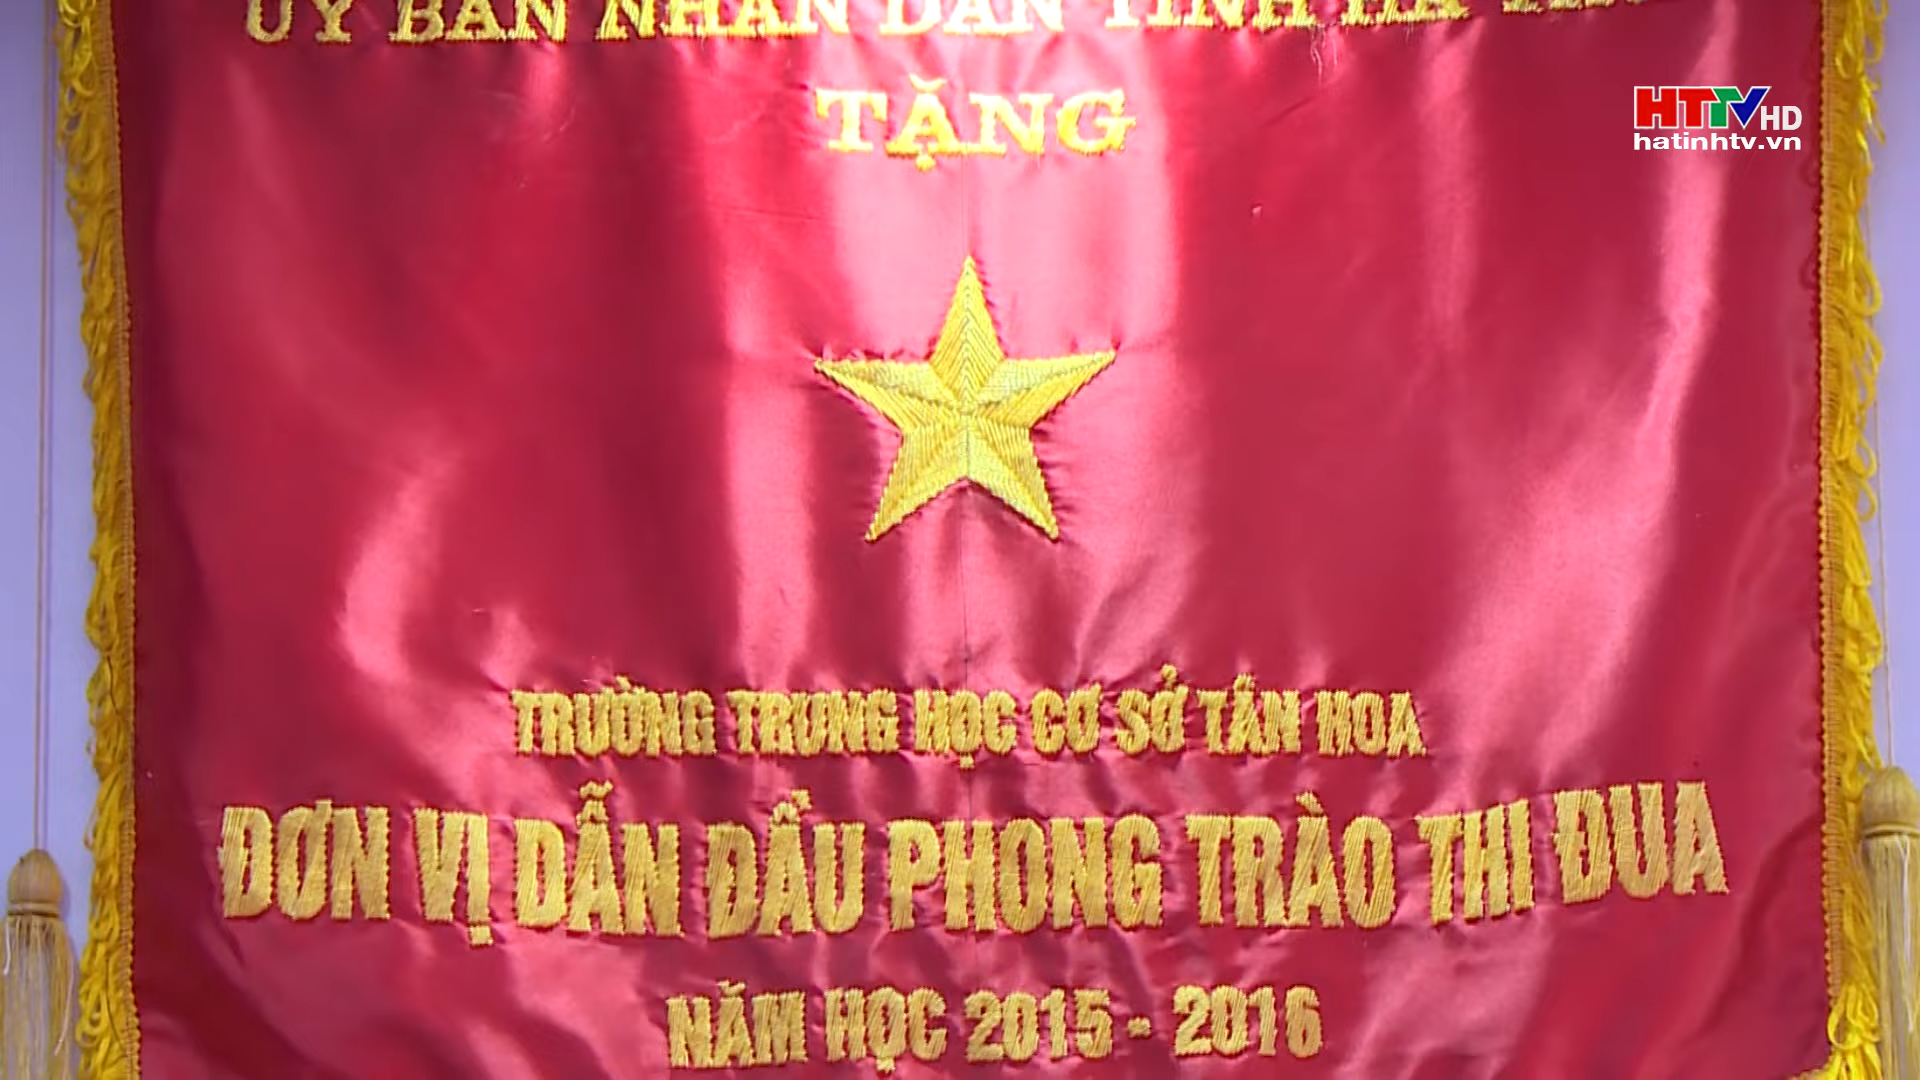 ỦY BAN NHÂN DÂN TỈNH HÀ
TẶNG
HTTV HD
hatinhtv.vn
TRƯỜNG TRUNG HỌC CƠ SỞ TÂN HOA
ĐƠN VỊ DẪN ĐẦU PHONG TRÀO THI ĐUA
NĂM HỌC 2015 - 2016